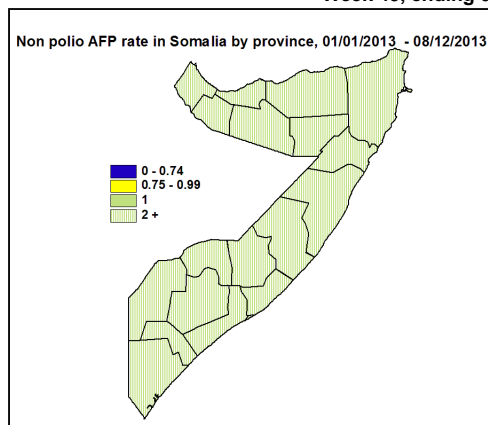 Non polio AFP rate in Somalia by province, 01/01/2013 - 08/12/2013
0 - 0.74
0.75 - 0.99
1
2 +